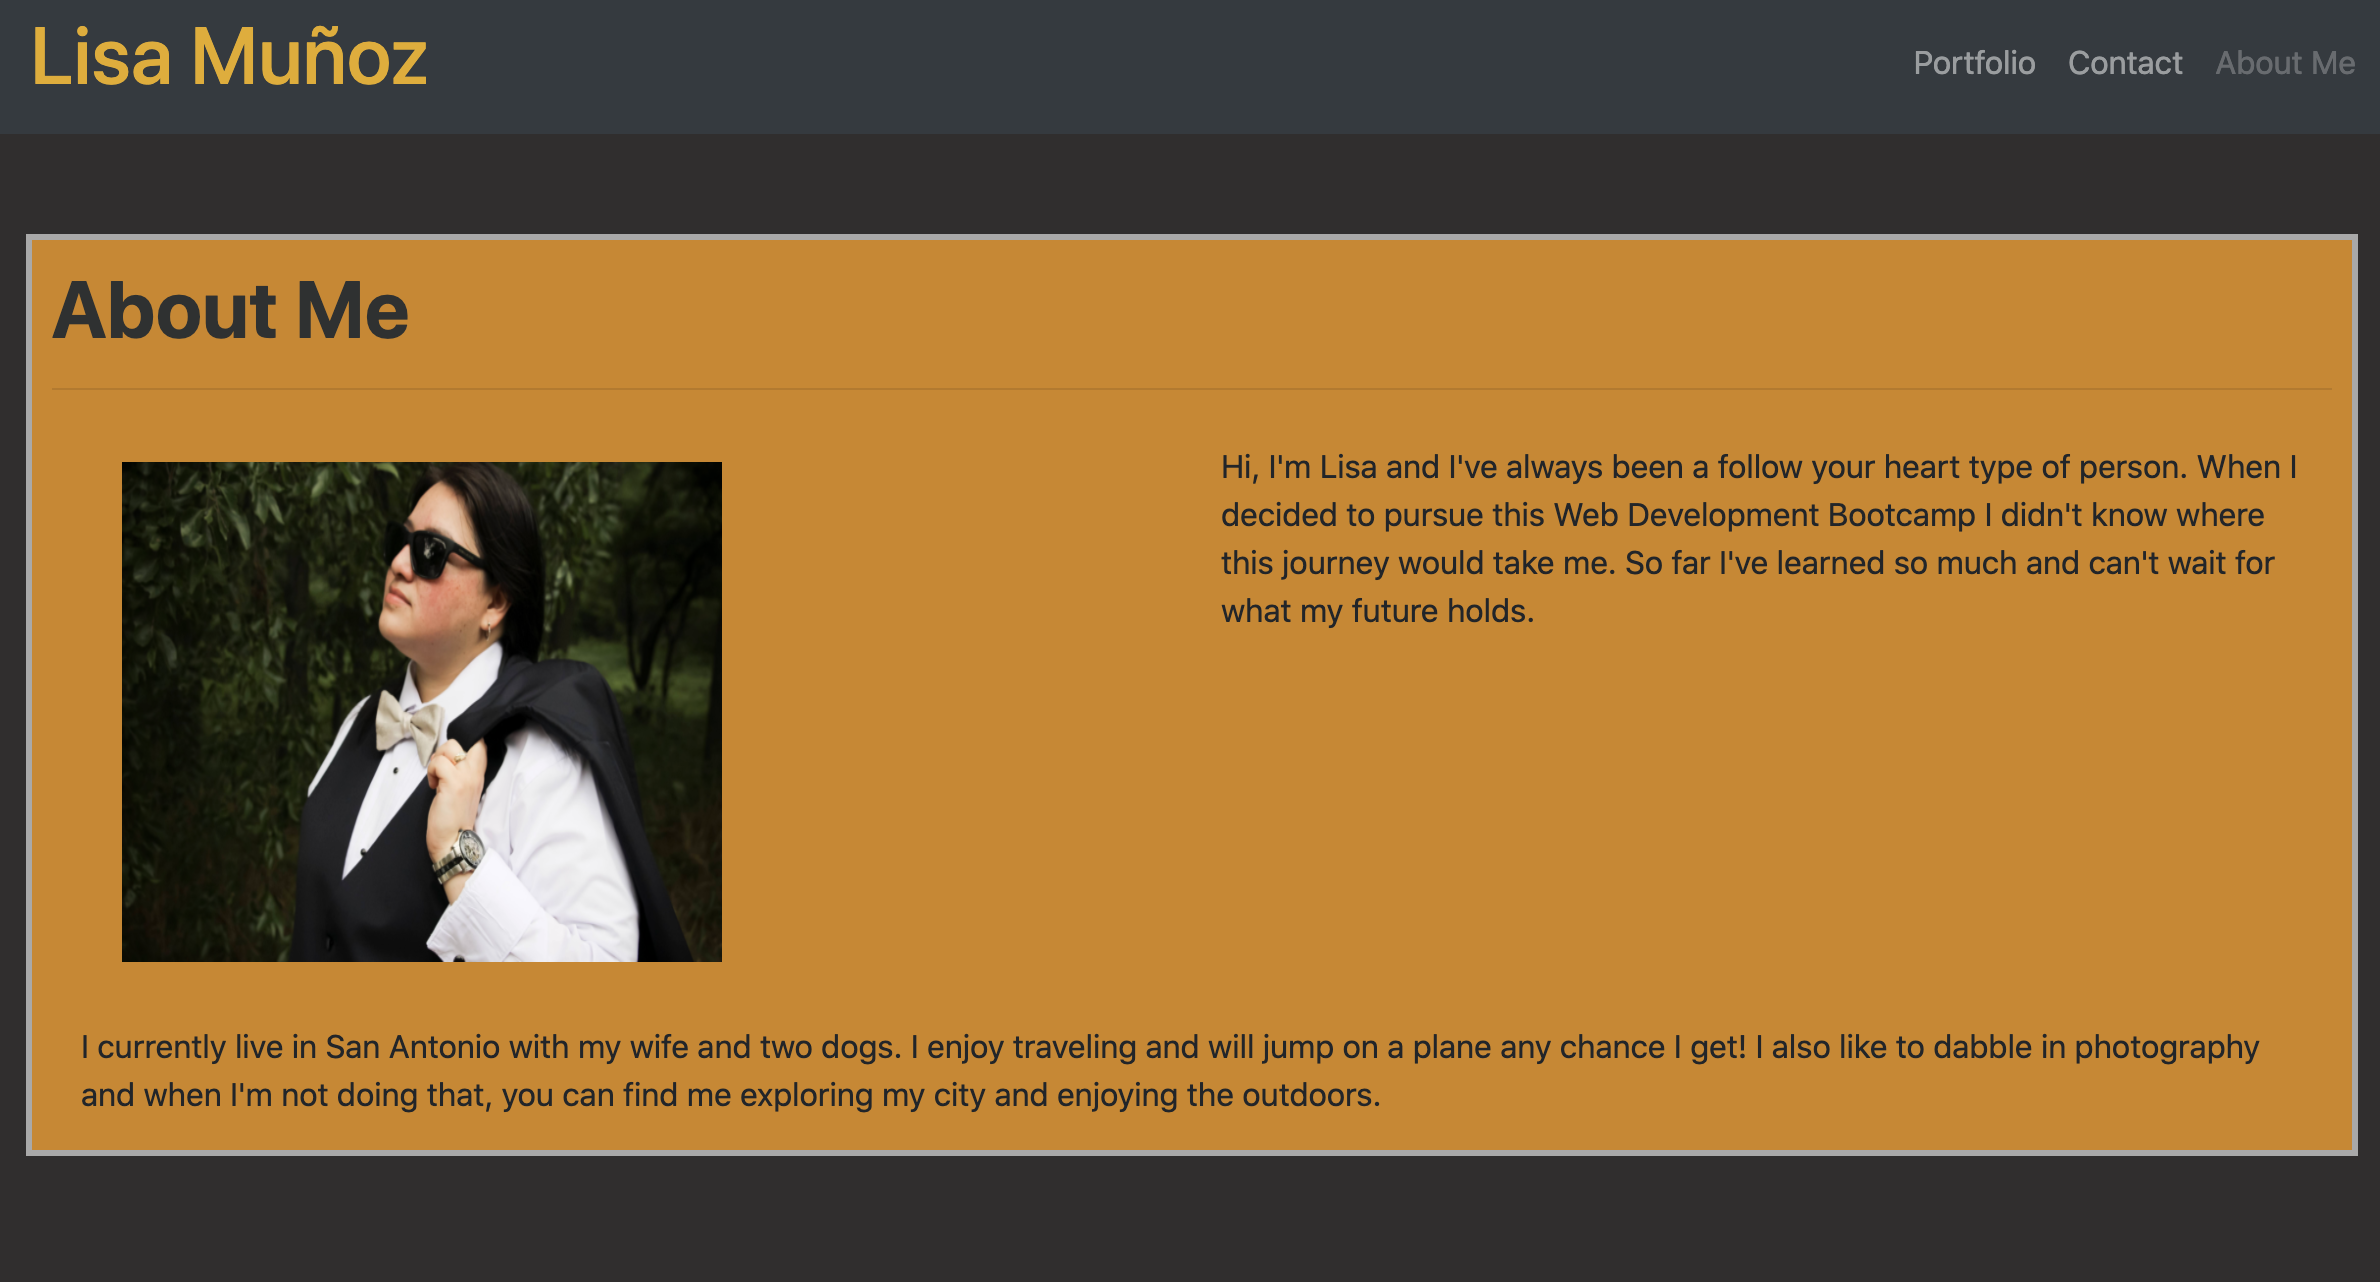 Lisa Muñoz
Portfolio Contact About Me
About Me
Hi, I'm Lisa and I've always been a follow your heart type of person. When I
decided to pursue this Web Development Bootcamp I didn't know where
this journey would take me. So far I've learned so much and can't wait for
what my future holds.
I currently live in San Antonio with my wife and two dogs. I enjoy traveling and will jump on a plane any chance I get! I also like to dabble in photography
and when I'm not doing that, you can find me exploring my city and enjoying the outdoors.